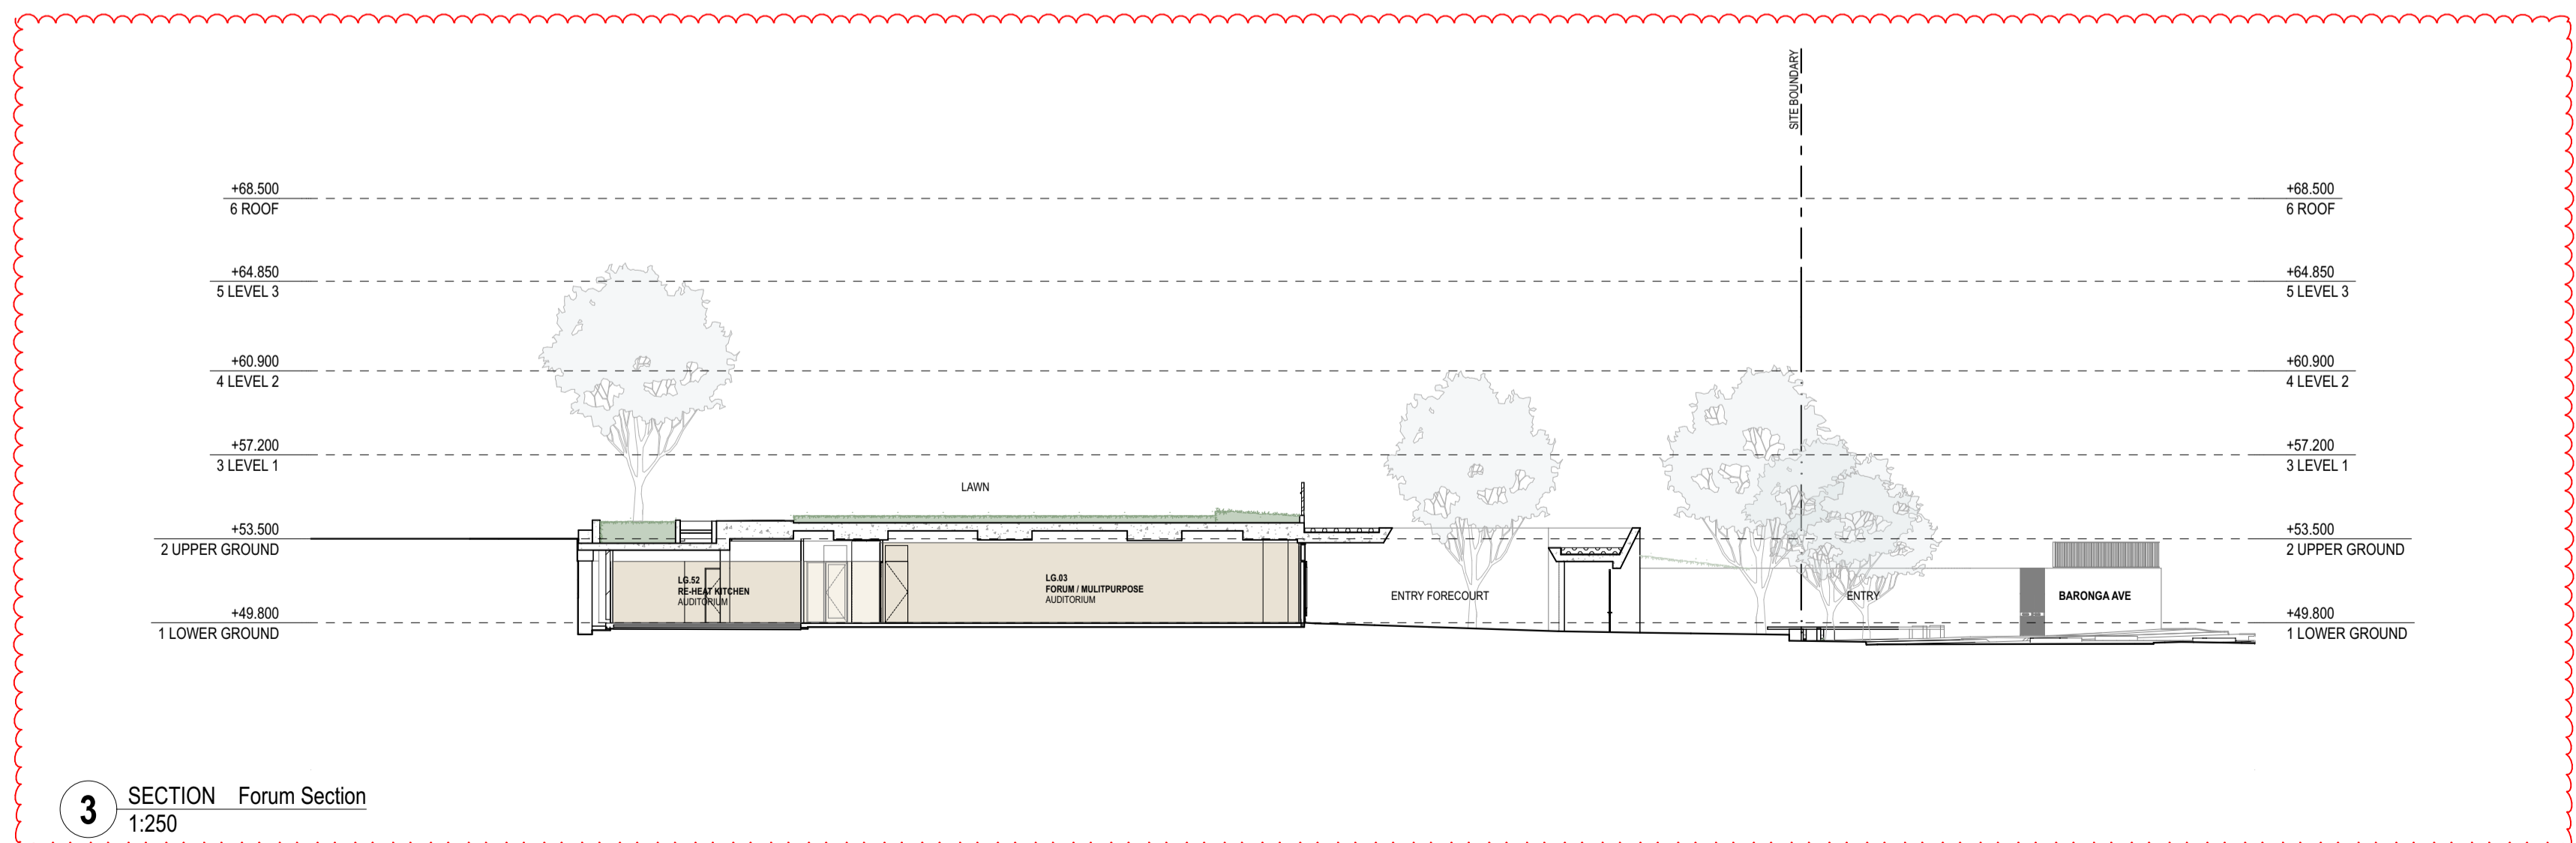 SITE BOUNDARY
+68.500
6 ROOF
+68.500
6 ROOF
+64.850
5 LEVEL 3
+64.850
5 LEVEL 3
+60.900
4 LEVEL 2
+60.900
4 LEVEL 2
+57.200
3 LEVEL 1
+57.200
3 LEVEL 1
LAWN
+53.500
2 UPPER GROUND
+53.500
2 UPPER GROUND
LG.52
RE-HEAT KITCHEN
AUDITORIUM
LG.03
FORUM / MULITPURPOSE
AUDITORIUM
ENTRY FORECOURT
ENTRY
BARONGA AVE
+49.800
1 LOWER GROUND
+49.800
1 LOWER GROUND
3
SECTION Forum Section
1:250